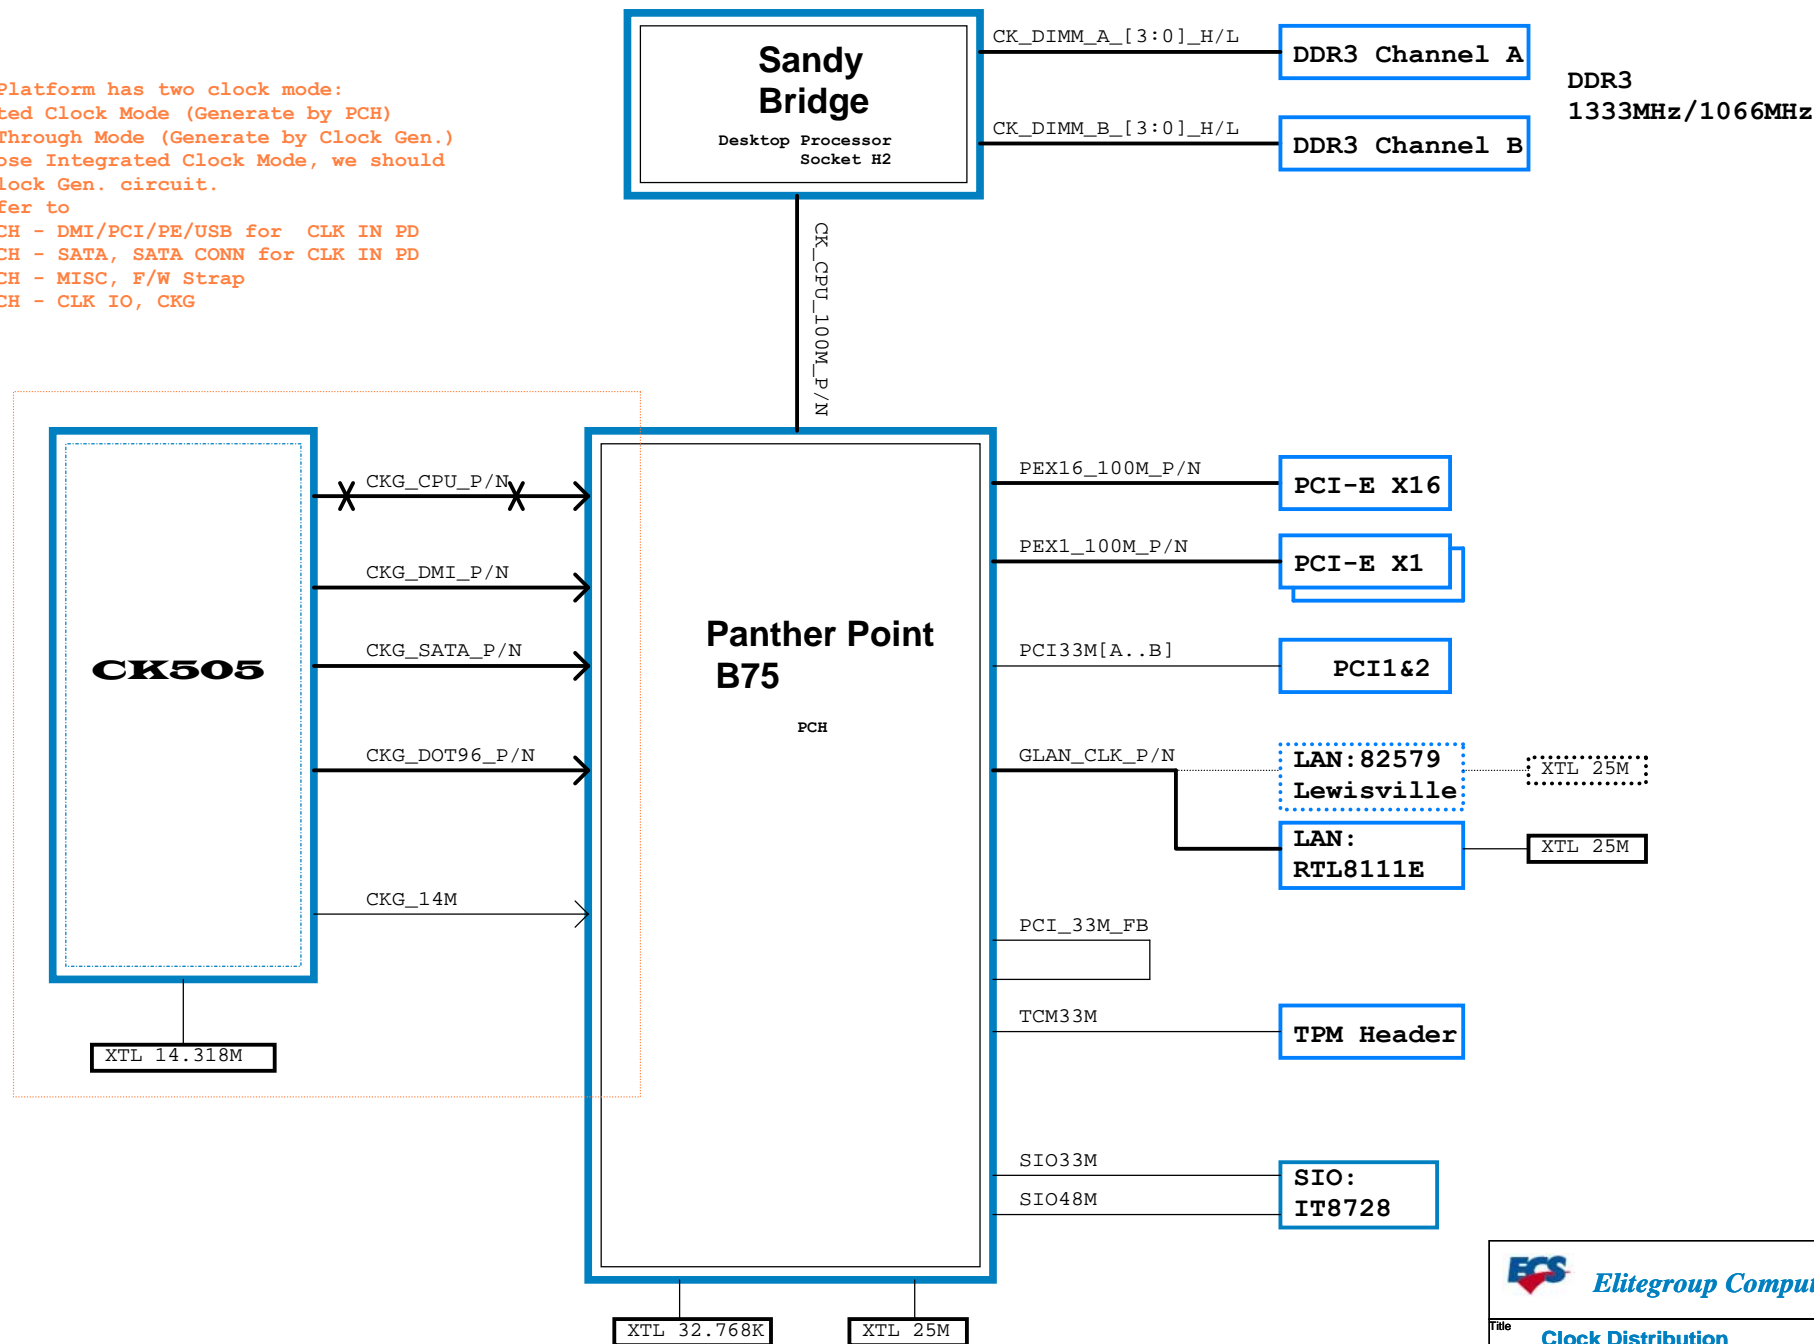 Platform has two clock mode:
ted Clock Mode (Generate by PCH)
Through Mode (Generate by Clock Gen.)
ose Integrated Clock Mode, we should
lock Gen. circuit.
fer to
CH - DMI/PCI/PE/USB for  CLK IN PD
CH - SATA, SATA CONN for CLK IN PD
CH - MISC, F/W Strap
CH - CLK IO, CKG
Sandy
Bridge
Desktop Processor
Socket H2
CK_DIMM_A_[3:0]_H/L
DDR3 Channel A
CK_DIMM_B_[3:0]_H/L
DDR3 Channel B
DDR3
1333MHz/1066MHz
CK_CPU_100M_P/N
CK505
CKG_CPU_P/N
CKG_DMI_P/N
CKG_SATA_P/N
CKG_DOT96_P/N
CKG_14M
XTL 14.318M
Panther Point
B75
PCH
PEX16_100M_P/N
PCI-E X16
PEX1_100M_P/N
PCI-E X1
PCI33M[A..B]
PCI1&2
GLAN_CLK_P/N
LAN:82579
Lewisville
XTL 25M
LAN:
RTL8111E
XTL 25M
PCI_33M_FB
TCM33M
TPM Header
SIO33M
SIO48M
SIO:
IT8728
XTL 32.768K
XTL 25M
ECS
Elitegroup Comput
Title
Clock Distribution